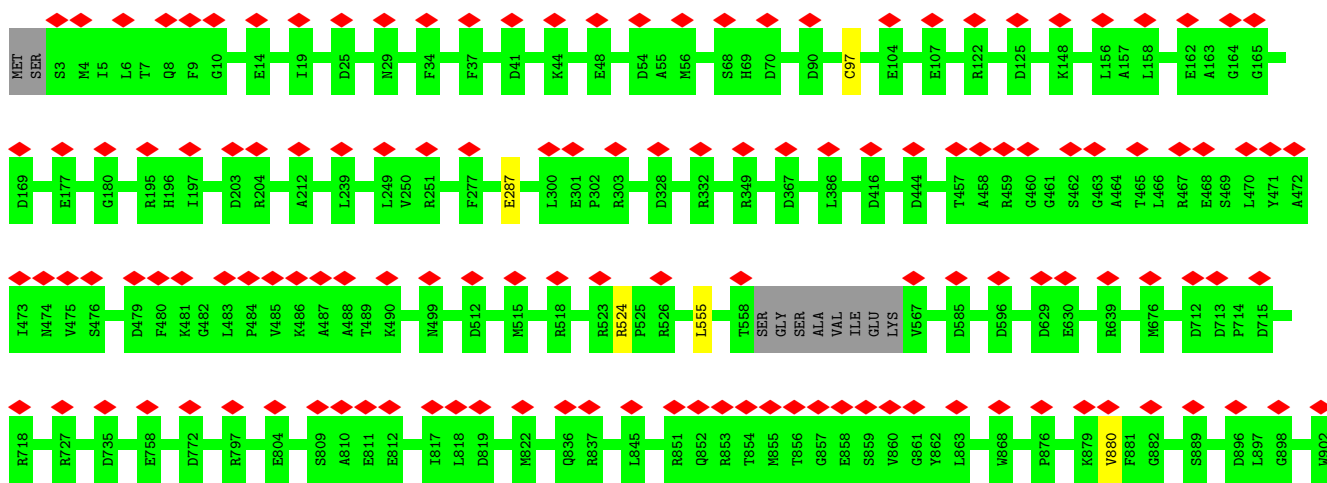 MET SER S3 M4 I5 L6 T7 Q8 F9 G10 E14 I19 D25 N29 F34 F37 D41 K44 E48 D54 A55 M56 S68 H69 D70 D90 C97 E104 E107 R122 D125 K148 L156 A157 L158 E162 A163 G164 G165
D169 E177 G180 R195 H196 I197 D203 R204 A212 L239 L249 V250 R251 F277 E287 L300 E301 P302 R303 D328 R332 R349 D367 L386 D416 D444 T457 A458 R459 G460 G461 S462 G463 A464 T465 L466 R467 E468 S469 L470 Y471 A472
I473 N474 V475 S476 D479 F480 K481 G482 L483 P484 V485 K486 A487 A488 T489 K490 N499 D512 M515 R518 R523 R524 P525 R526 L555 T558 SER GLY SER ALA VAL ILE GLU LYS V567 D585 D596 D629 E630 R639 M676 D712 D713 P714 D715
R718 R727 D735 E758 D772 R797 E804 S809 A810 E811 E812 I817 L818 D819 M822 Q836 R837 L845 R851 Q852 R853 T854 M855 T856 G857 E858 S859 V860 G861 Y862 L863 W868 P876 K879 V880 F881 G882 S889 D896 L897 G898 W902